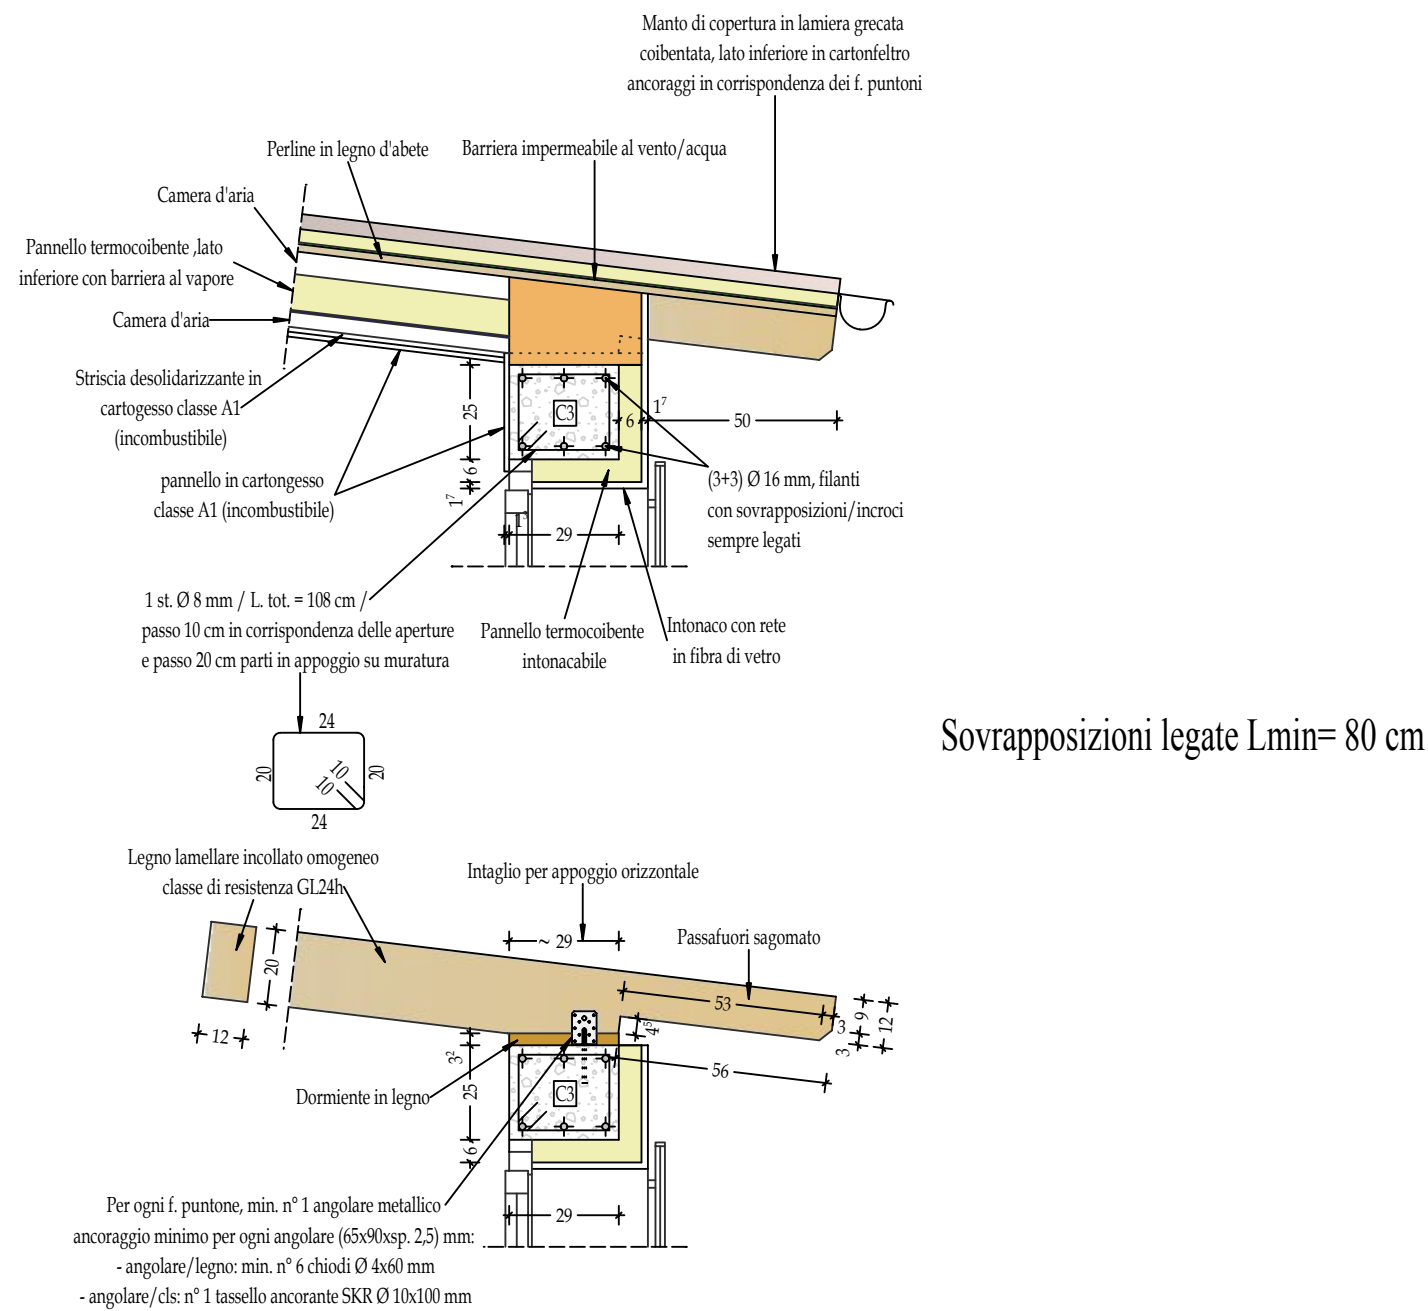 Manto di copertura in lamiera grecata
coibentata, lato inferiore in cartonfeltro
ancoraggi in corrispondenza dei f. puntoni
Perline in legno d'abete
Barriera impermeabile al vento/acqua
Camera d'aria
Pannello termocoibente ,lato
inferiore con barriera al vapore
Camera d'aria
Striscia desolidarizzante in
cartogesso classe A1
(incombustibile)
pannello in cartongesso
classe A1 (incombustibile)
25
6
1⁷
C3
6
1⁷
50
29
(3+3) Ø 16 mm, filanti
con sovrapposizioni/incroci
sempre legati
1 st. Ø 8 mm / L. tot. = 108 cm /
passo 10 cm in corrispondenza delle aperture
e passo 20 cm parti in appoggio su muratura
Pannello termocoibente
intonacabile
Intonaco con rete
in fibra di vetro
24
20
10
10
20
24
Sovrapposizioni legate Lmin= 80 cm
Legno lamellare incollato omogeneo
classe di resistenza GL24h
Intaglio per appoggio orizzontale
~ 29
Passafuori sagomato
20
12
53
3
9
12
3
4⁵
56
3²
25
6
C3
Dormiente in legno
29
Per ogni f. puntone, min. n° 1 angolare metallico
ancoraggio minimo per ogni angolare (65x90xsp. 2,5) mm:
- angolare/legno: min. n° 6 chiodi Ø 4x60 mm
- angolare/cls: n° 1 tassello ancorante SKR Ø 10x100 mm